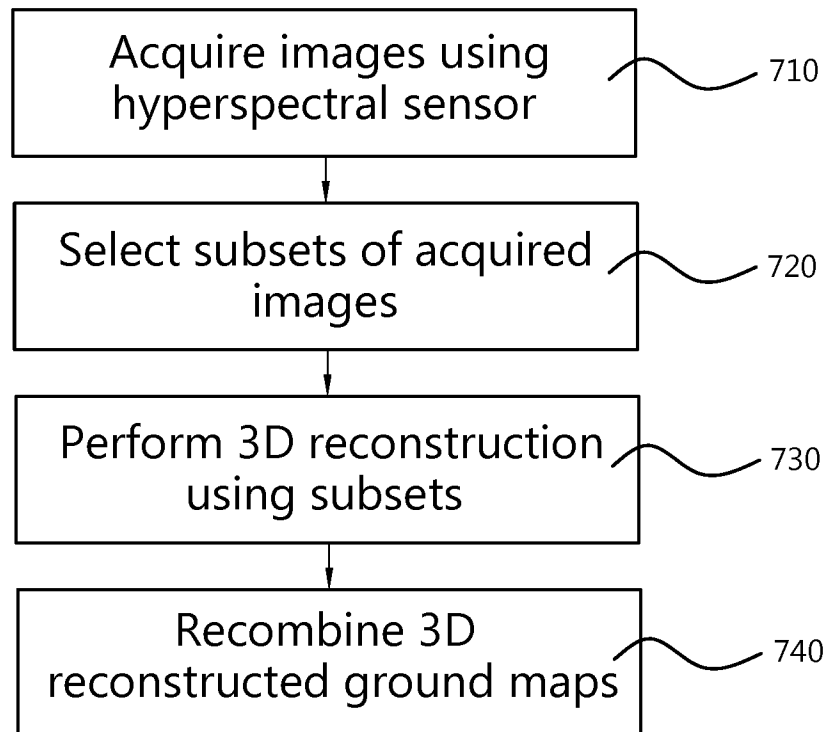 Acquire images using
hyperspectral sensor
710
Select subsets of acquired
images
720
Perform 3D reconstruction
using subsets
730
Recombine 3D
reconstructed ground maps
740